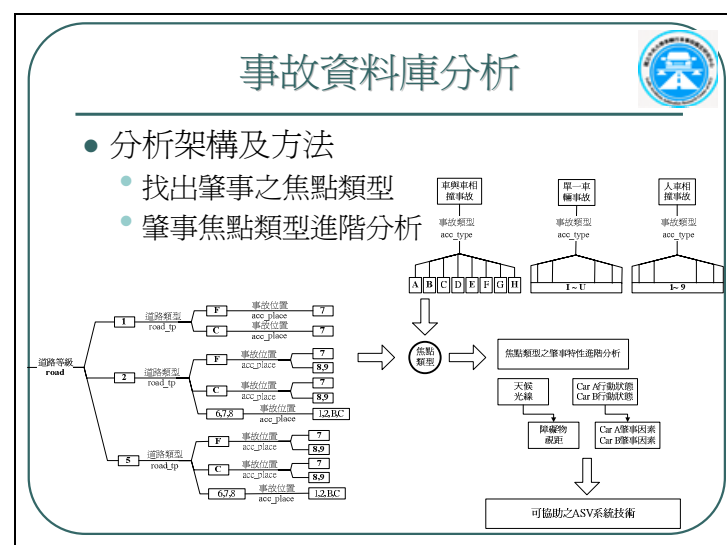 事故資料庫分析
分析架構及方法
找出肇事之焦點類型
肇事焦點類型進階分析
車與車相
撞事故
單一車
輛事故
人車相
撞事故
事故類型
acc_type
事故類型
acc_type
事故類型
acc_type
A B C D E F G H
I ~ U
1~ 9
道路等級
road
1
道路類型
road_tp
F
事故位置
acc_place
7
C
事故位置
acc_place
7
2
道路類型
road_tp
F
事故位置
acc_place
7
8,9
C
事故位置
acc_place
7
8,9
6,7,8
事故位置
acc_place
1,2,B,C
5
道路類型
road_tp
F
事故位置
acc_place
7
8,9
C
事故位置
acc_place
7
8,9
6,7,8
事故位置
acc_place
1,2,B,C
焦點
類型
焦點類型之肇事特性進階分析
天候
光線
Car A行動狀態
Car B行動狀態
障礙物
視距
Car A肇事因素
Car B肇事因素
可協助之ASV系統技術